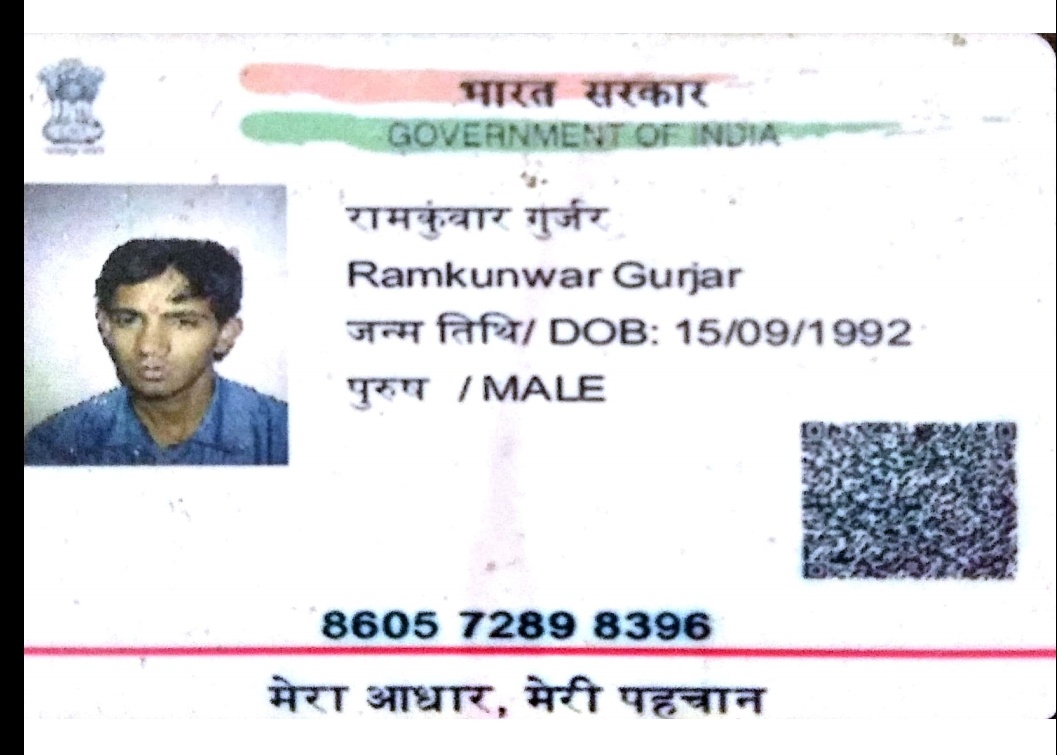 भारत सरकार
GOVERNMENT OF INDIA
रामकुंवार गुर्जर
Ramkunwar Gurjar
जन्म तिथि/ DOB: 15/09/1992
पुरुष / MALE
8605 7289 8396
मेरा आधार, मेरी पहचान